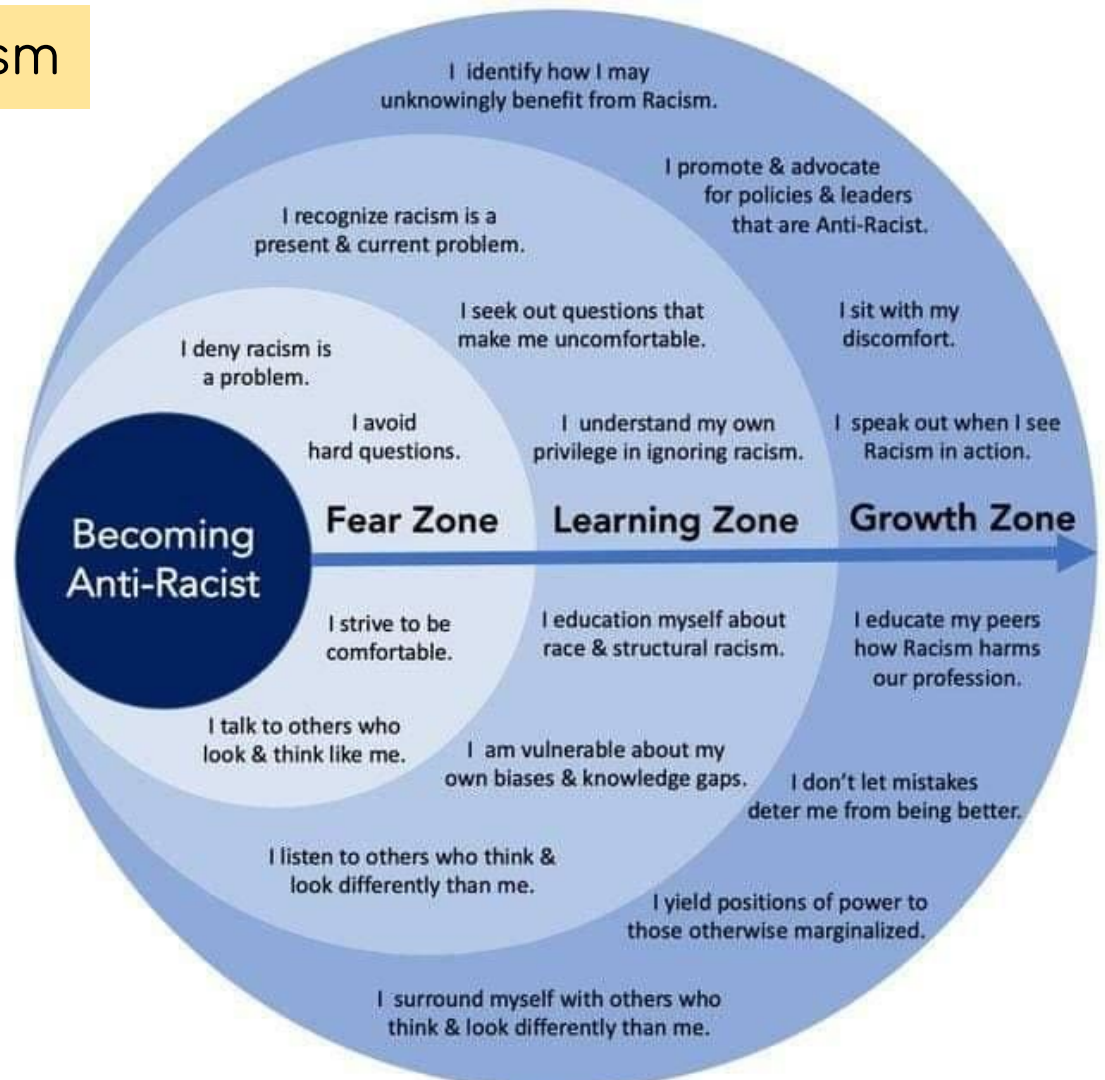 sm
I identify how I may
unknowingly benefit from Racism.
I promote & advocate
for policies & leaders
that are Anti-Racist.
I recognize racism is a
present & current problem.
I seek out questions that
make me uncomfortable.
I sit with my
discomfort.
I deny racism is
a problem.
I avoid
hard questions.
I understand my own
privilege in ignoring racism.
I speak out when I see
Racism in action.
Becoming
Anti-Racist
Fear Zone
Learning Zone
Growth Zone
I strive to be
comfortable.
I education myself about
race & structural racism.
I educate my peers
how Racism harms
our profession.
I talk to others who
look & think like me.
I am vulnerable about my
own biases & knowledge gaps.
I don't let mistakes
deter me from being better.
I listen to others who think &
look differently than me.
I yield positions of power to
those otherwise marginalized.
I surround myself with others who
think & look differently than me.